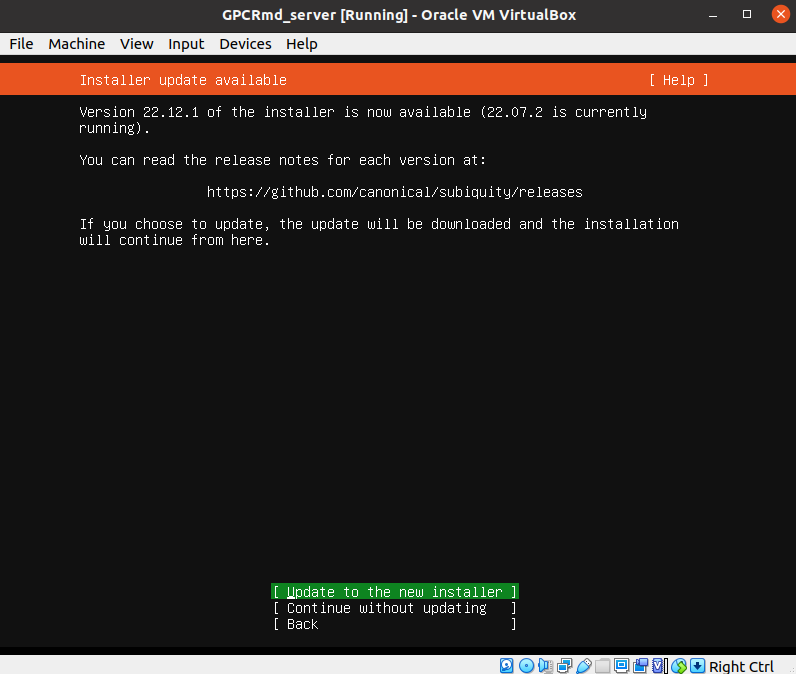 GPCRmd_server [Running] - Oracle VM VirtualBox
File Machine View Input Devices Help
Installer update available [ Help ]
Version 22.12.1 of the installer is now available (22.07.2 is currently
running).
You can read the release notes for each version at:
https://github.com/canonical/subiquity/releases
If you choose to update, the update will be downloaded and the installation
will continue from here.
[ Update to the new installer ]
[ Continue without updating ]
[ Back ]
Right Ctrl